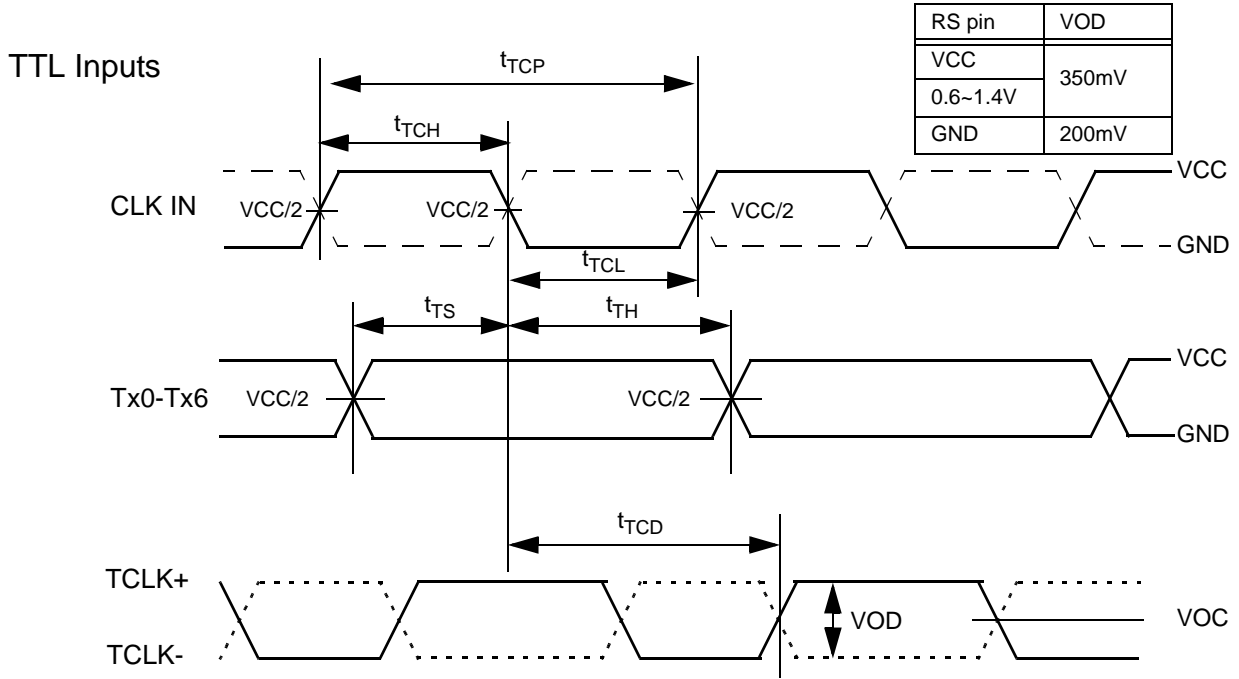 RS pin VOD
VCC 350mV
0.6~1.4V
GND 200mV
TTL Inputs
tTCP
tTCH
CLK IN VCC/2 VCC/2 VCC/2 VCC
GND
tTCL
tTS tTH
Tx0-Tx6 VCC/2 VCC/2 VCC
GND
tTCD
TCLK+
VOD VOC
TCLK-